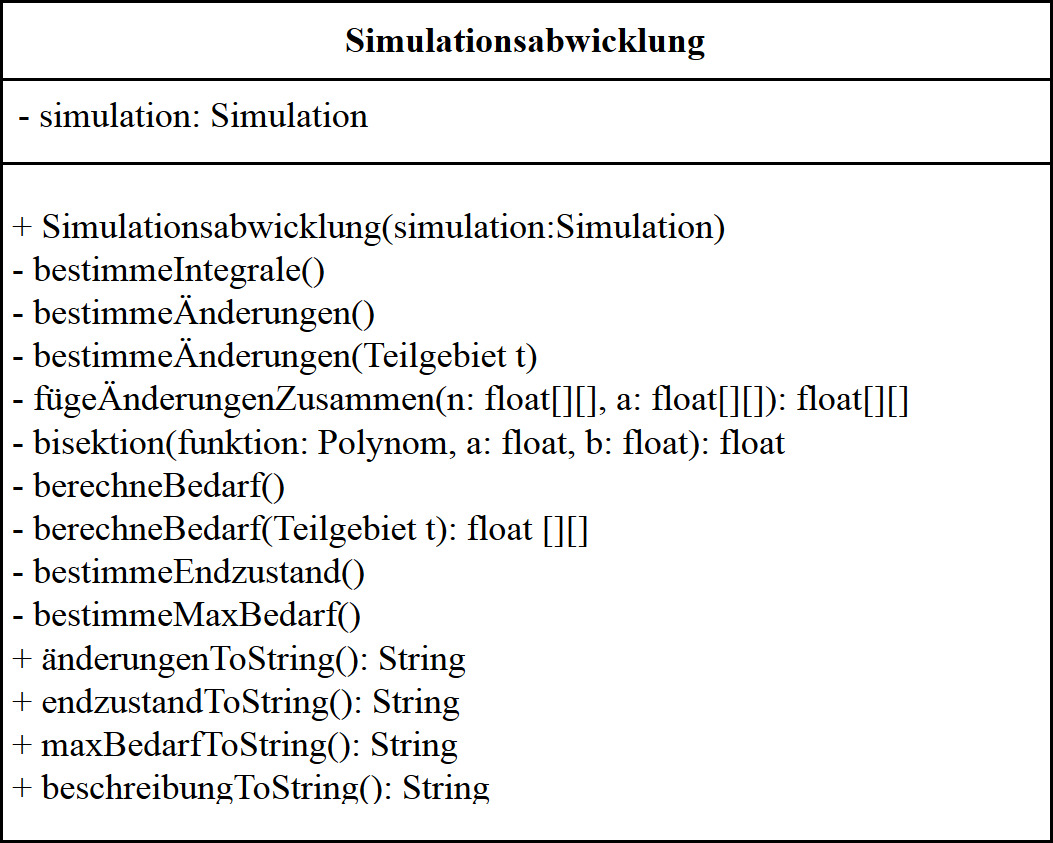 Simulationsabwicklung
- simulation: Simulation
+ Simulationsabwicklung(simulation:Simulation)
- bestimmeIntegrale()
- bestimmeÄnderungen()
- bestimmeÄnderungen(Teilgebiet t)
- fügeÄnderungenZusammen(n: float[][], a: float[][]): float[][]
- bisektion(funktion: Polynom, a: float, b: float): float
- berechneBedarf()
- berechneBedarf(Teilgebiet t): float [][]
- bestimmeEndzustand()
- bestimmeMaxBedarf()
+ änderungenToString(): String
+ endzustandToString(): String
+ maxBedarfToString(): String
+ beschreibungToString(): String